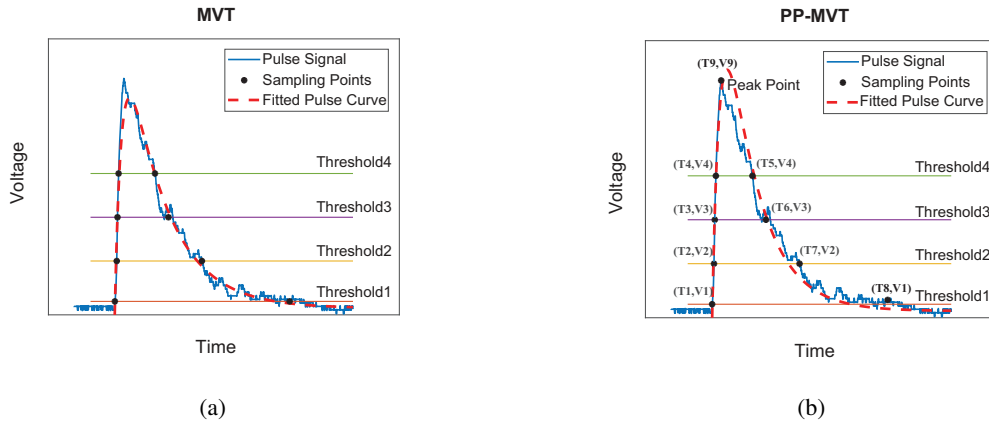 MVT
Voltage
Pulse Signal
Sampling Points
Fitted Pulse Curve
Threshold4
Threshold3
Threshold2
Threshold1
Time
(a)
PP-MVT
Voltage
Pulse Signal
Sampling Points
Fitted Pulse Curve
(T9,V9)
Peak Point
(T4,V4)
(T5,V4)
Threshold4
(T3,V3)
(T6,V3)
Threshold3
(T2,V2)
(T7,V2)
Threshold2
(T1,V1)
(T8,V1)
Threshold1
Time
(b)